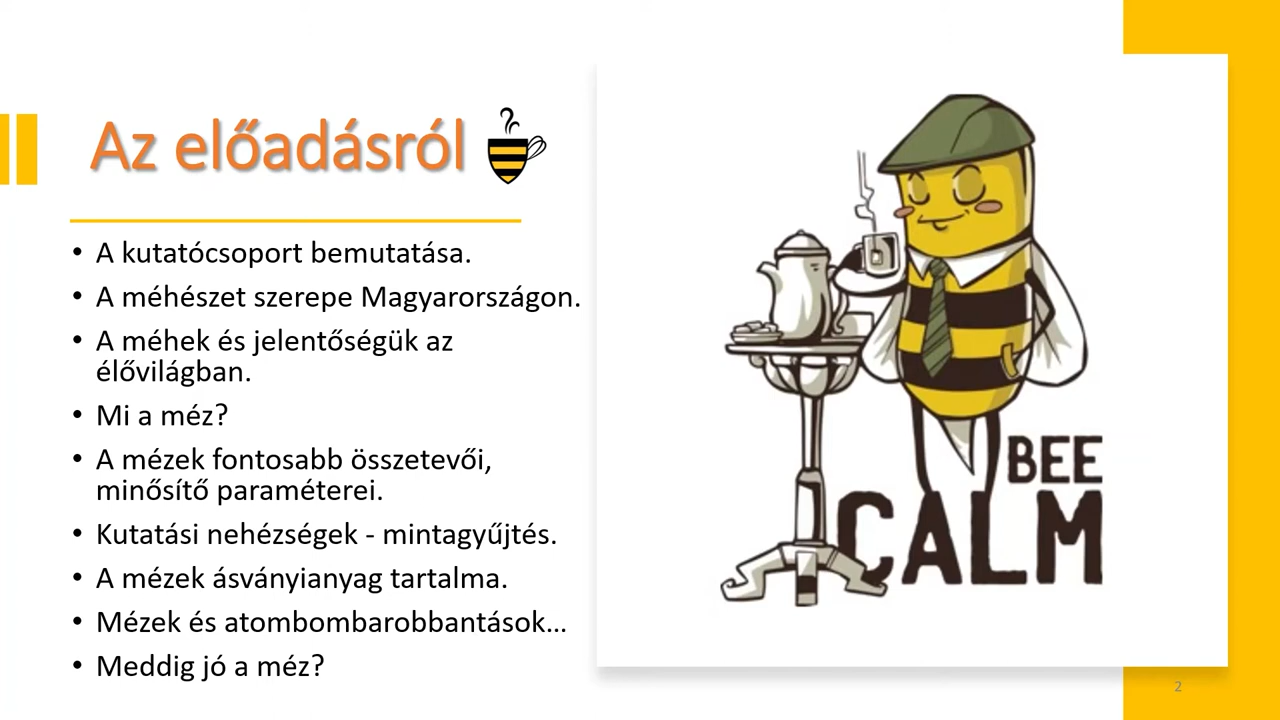 Az előadásról
• A kutatócsoport bemutatása.
• A méhészet szerepe Magyarországon.
• A méhek és jelentőségük az
élővilágban.
• Mi a méz?
• A mézek fontosabb összetevői,
minősítő paraméterei.
• Kutatási nehézségek - mintagyűjtés.
• A mézek ásványianyag tartalma.
• Mézek és atombombarobbantások...
• Meddig jó a méz?
BEE
CALM
2